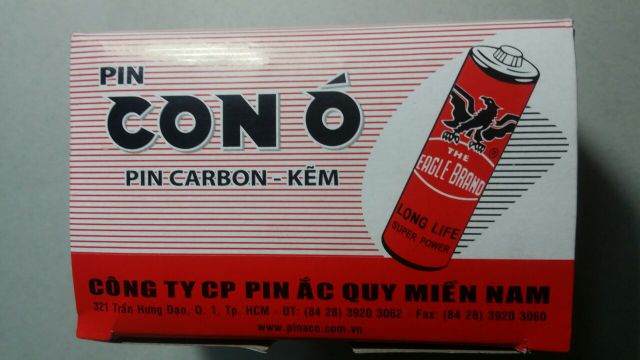 PIN
CON Ó
PIN CARBON - KẼM
®
THE
EAGLE BRAND
LONG LIFE
SUPER POWER
CÔNG TY CP PIN ẮC QUY MIỀN NAM
321 Trần Hưng Đạo, Q. 1, Tp. HCM - ĐT: (84 28) 3920 3062 - Fax: (84 28) 3920 3060
www.pinaco.com.vn